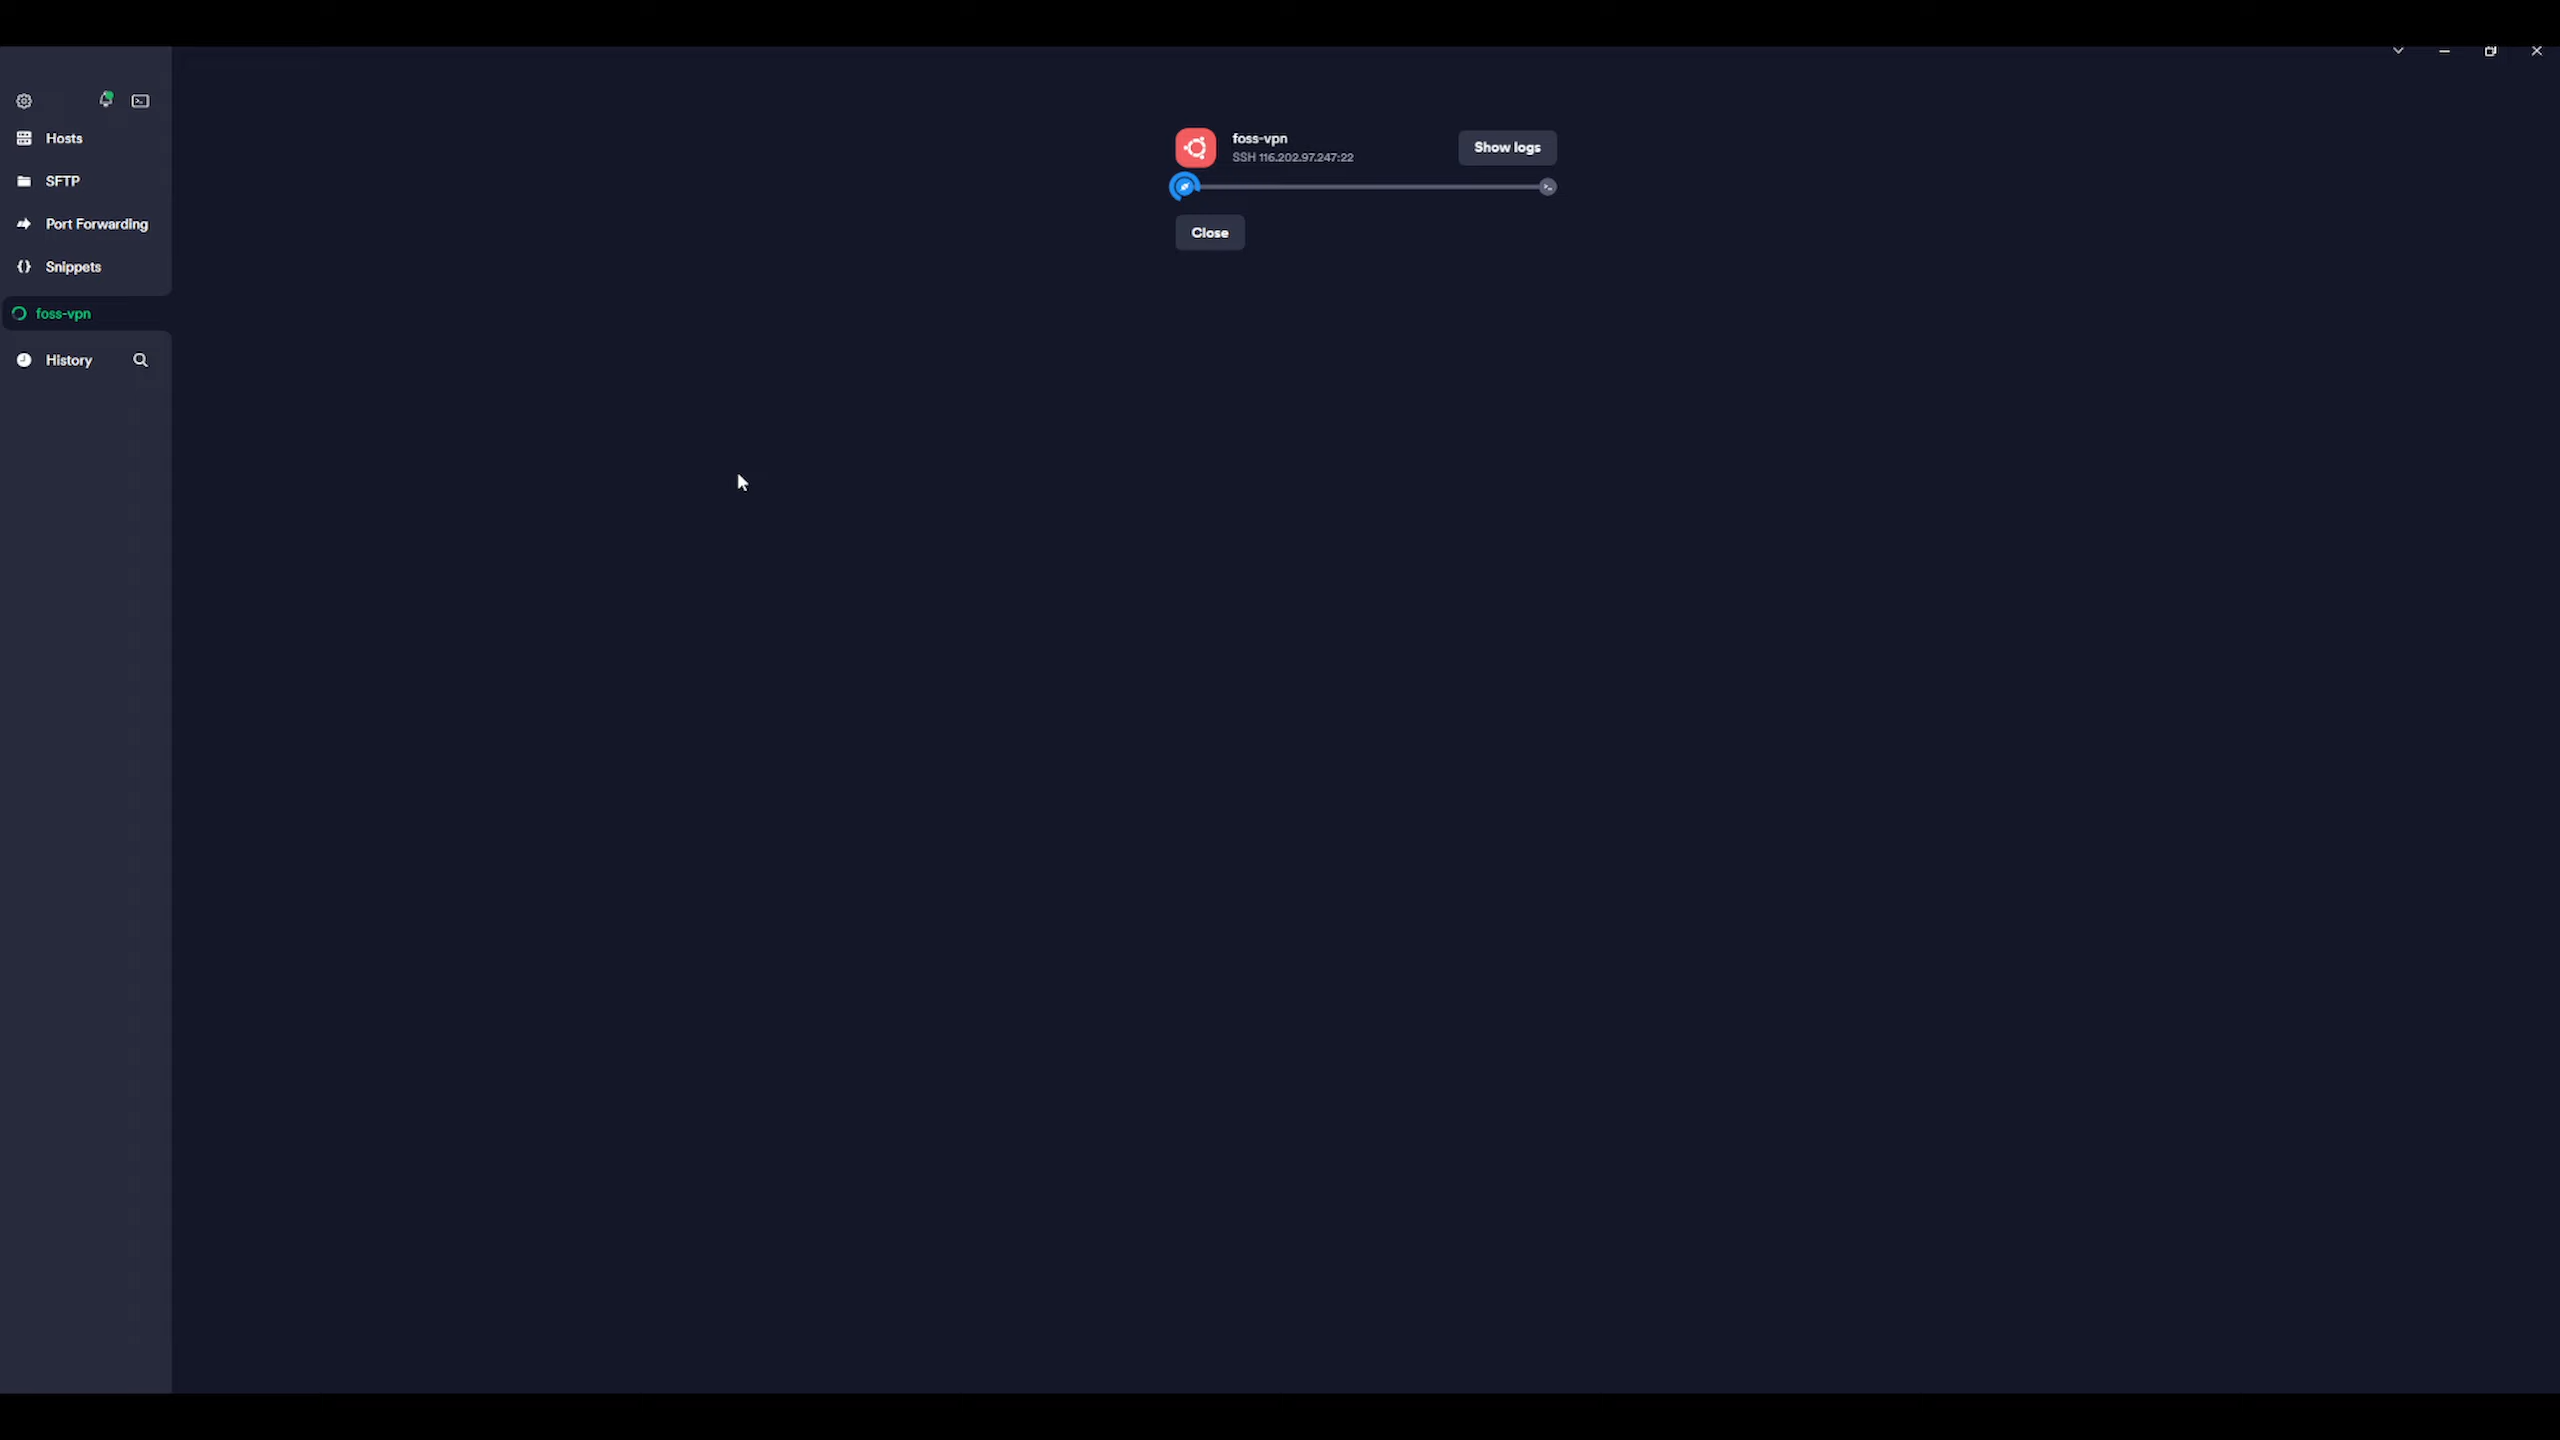 Hosts
SFTP
Port Forwarding
Snippets
foss-vpn
History
foss-vpn
SSH 116.202.97.247:22
Show logs
Close